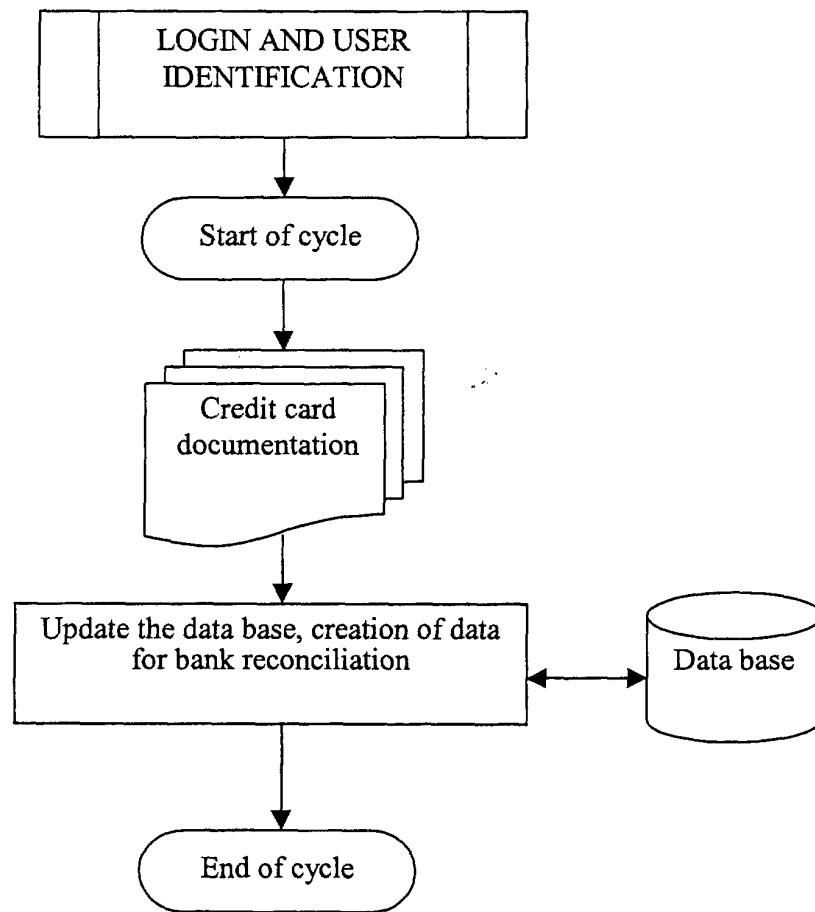 LOGIN AND USER
IDENTIFICATION
Start of cycle
Credit card
documentation
Update the data base, creation of data
for bank reconciliation
Data base
End of cycle